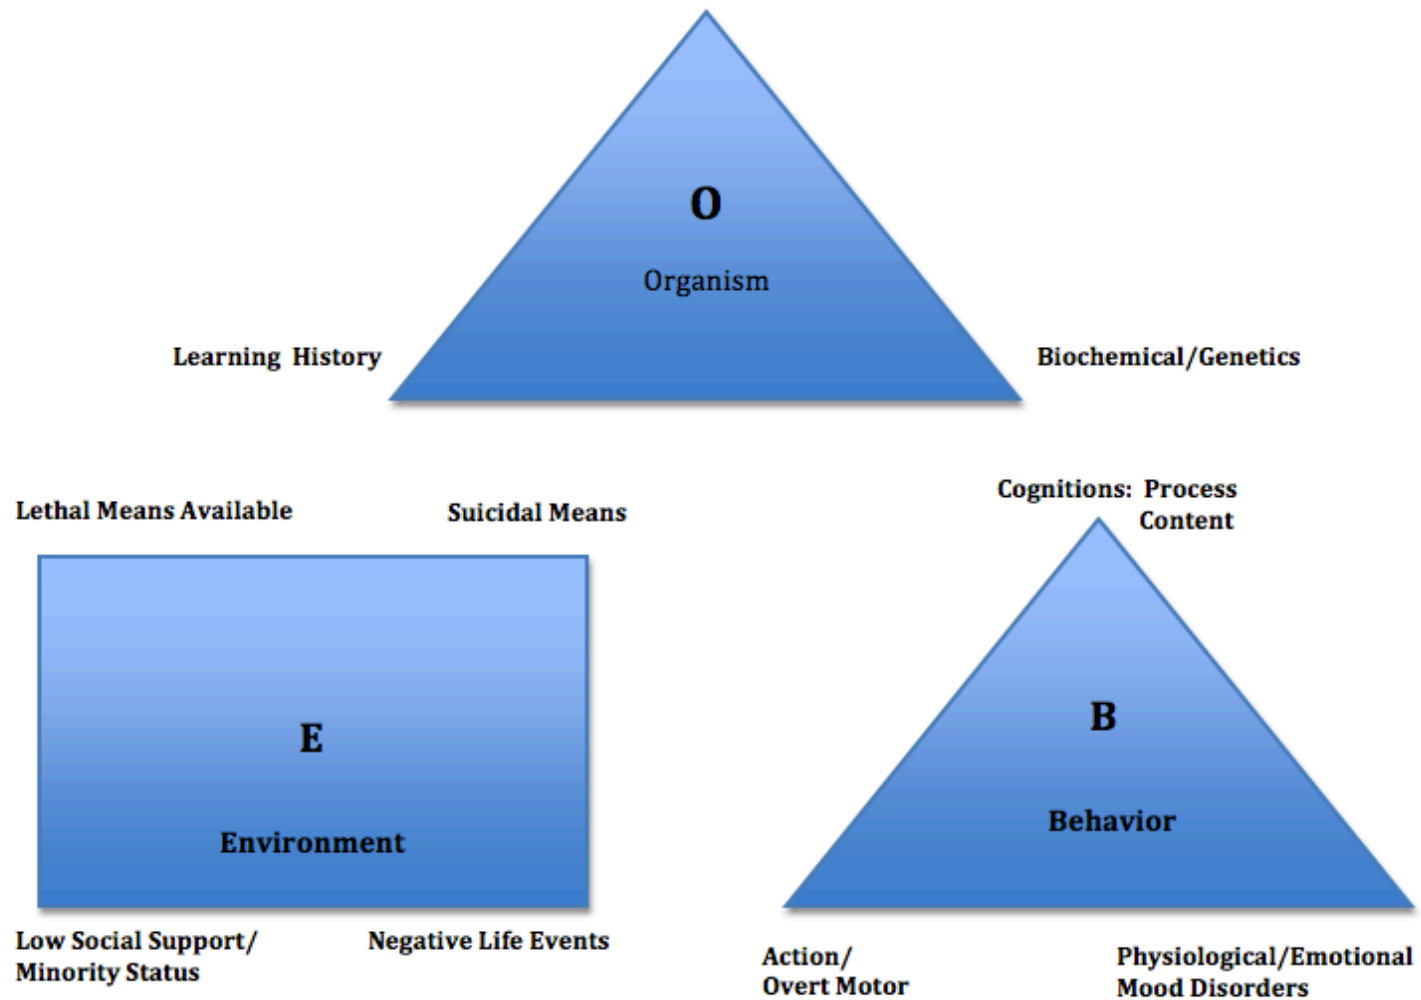 O
Organism
Learning History
Biochemical/Genetics
Cognitions: Process
Content
Lethal Means Available
Suicidal Means
E
Environment
B
Behavior
Low Social Support/
Minority Status
Negative Life Events
Action/
Overt Motor
Physiological/Emotional
Mood Disorders